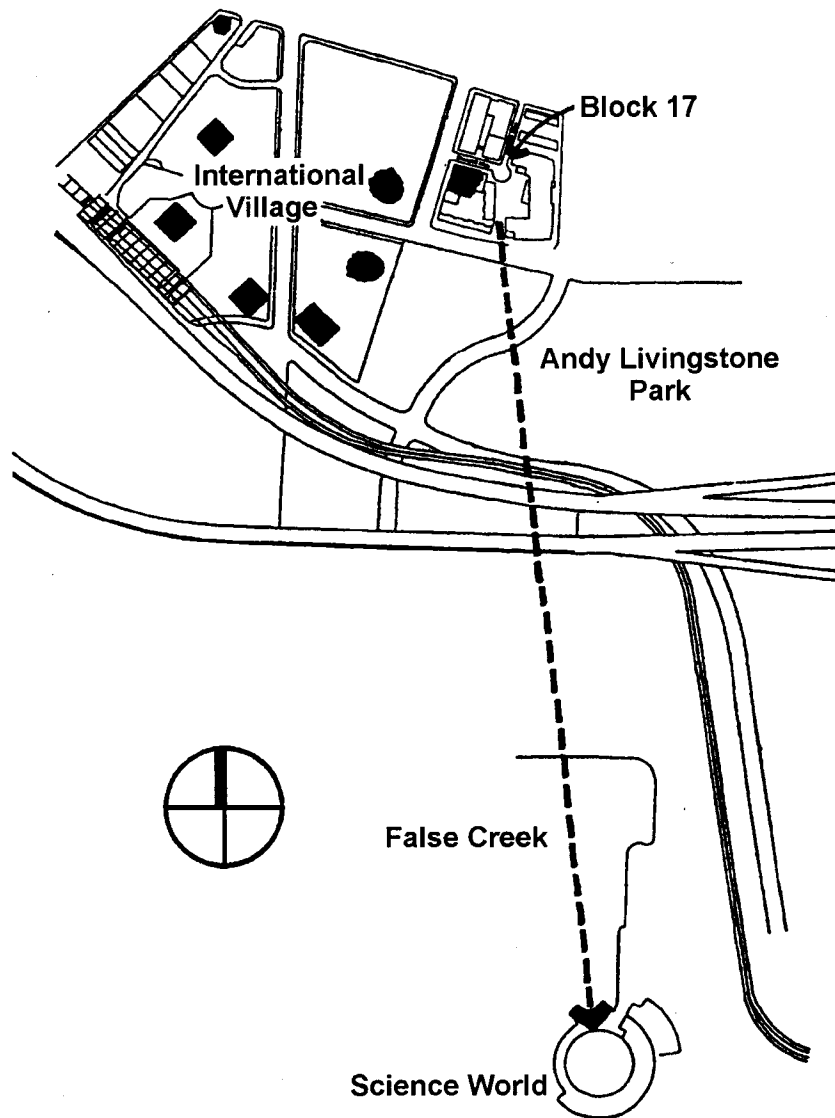 Block 17
International
Village
Andy Livingstone
Park
False Creek
Science World